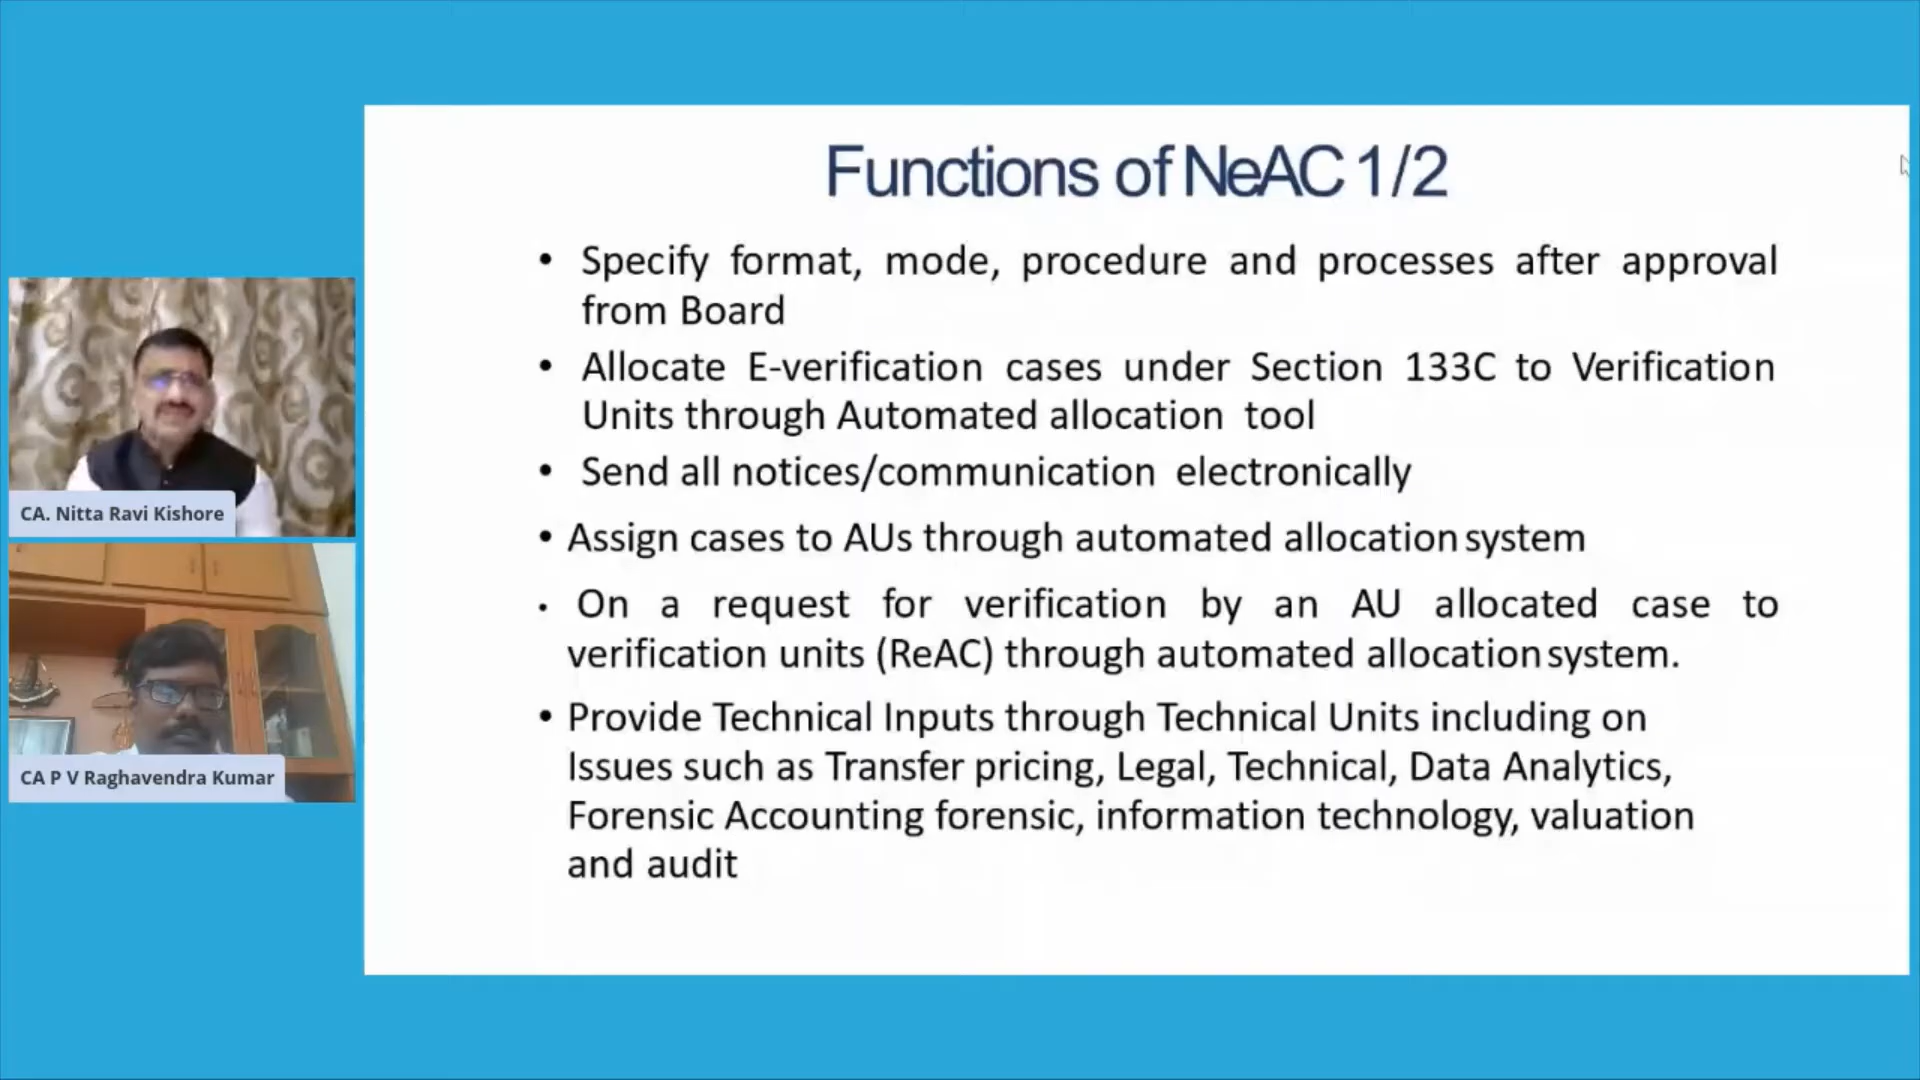 Functions of NeAC 1/2
• Specify format, mode, procedure and processes after approval
from Board
• Allocate E-verification cases under Section 133C to Verification
Units through Automated allocation tool
• Send all notices/communication electronically
• Assign cases to AUs through automated allocation system
• On a request for verification by an AU allocated case to
verification units (ReAC) through automated allocation system.
• Provide Technical Inputs through Technical Units including on
Issues such as Transfer pricing, Legal, Technical, Data Analytics,
Forensic Accounting forensic, information technology, valuation
and audit
CA. Nitta Ravi Kishore
CA P V Raghavendra Kumar